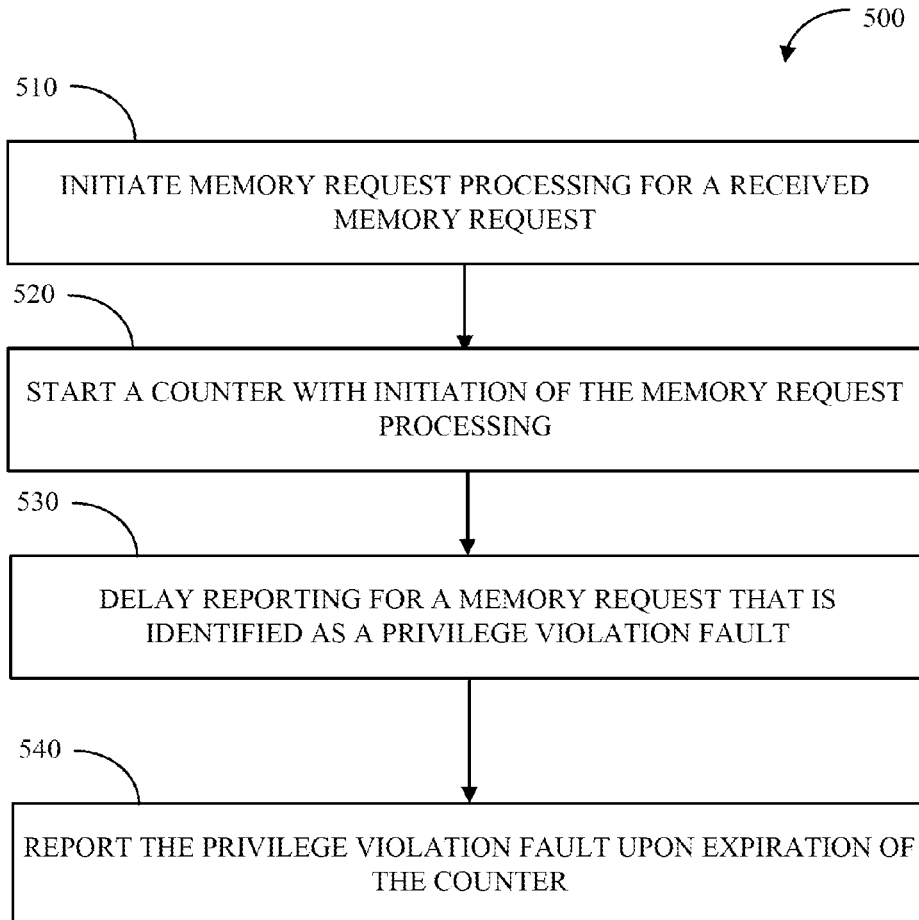 500
510
INITIATE MEMORY REQUEST PROCESSING FOR A RECEIVED
MEMORY REQUEST
520
START A COUNTER WITH INITIATION OF THE MEMORY REQUEST
PROCESSING
530
DELAY REPORTING FOR A MEMORY REQUEST THAT IS
IDENTIFIED AS A PRIVILEGE VIOLATION FAULT
540
REPORT THE PRIVILEGE VIOLATION FAULT UPON EXPIRATION OF
THE COUNTER